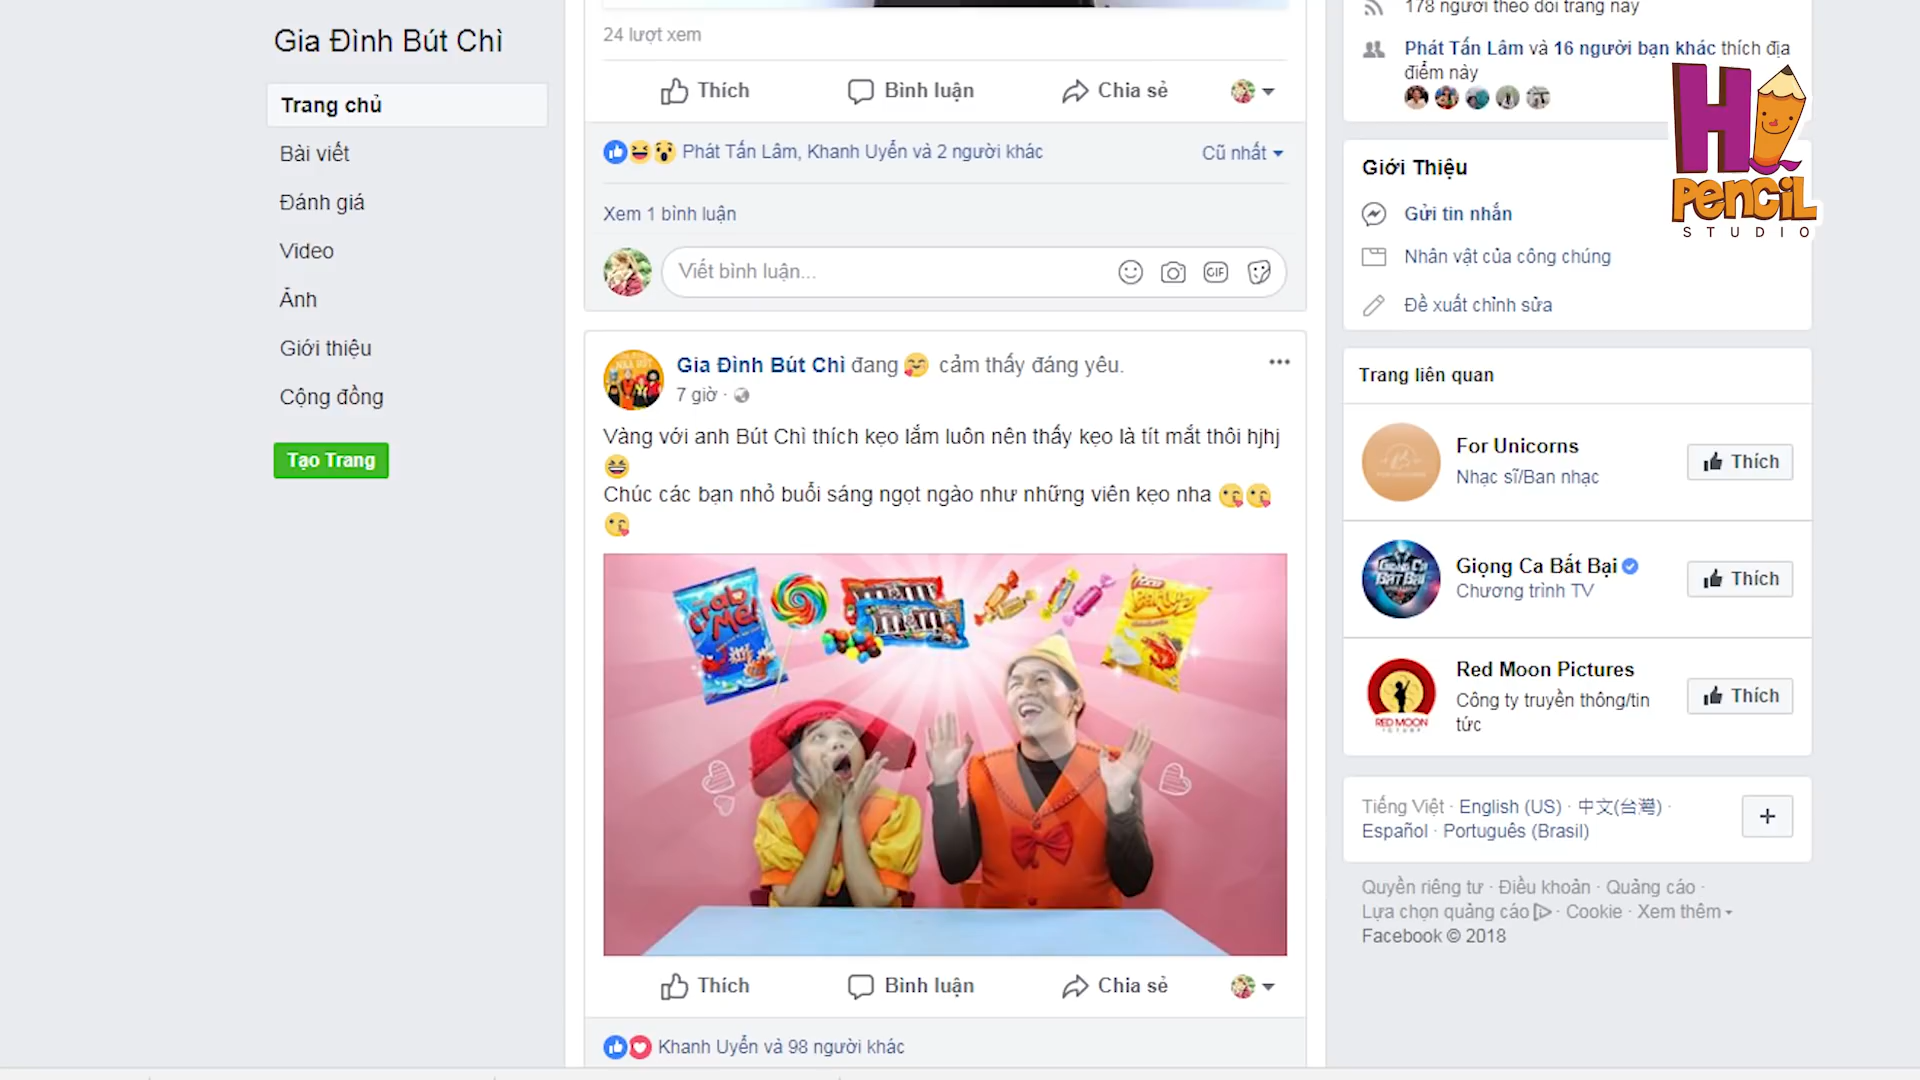 Gia Đình Bút Chì
Trang chủ
Bài viết
Đánh giá
Video
Ảnh
Giới thiệu
Cộng đồng
Tạo Trang
24 lượt xem
Thích
Bình luận
Chia sẻ
Phát Tấn Lâm, Khanh Uyển và 2 người khác
Cũ nhất
Xem 1 bình luận
Viết bình luận...
GIF
Gia Đình Bút Chì đang 🥰 cảm thấy đáng yêu.
7 giờ ·
Vàng với anh Bút Chì thích kẹo lắm luôn nên thấy kẹo là tít mắt thôi hjhj
😆
Chúc các bạn nhỏ buổi sáng ngọt ngào như những viên kẹo nha 😘😘
😘
Crab
Me!
m&m's
m&m's
Thích
Bình luận
Chia sẻ
Khanh Uyển và 98 người khác
178 người theo dõi trang này
Phát Tấn Lâm và 16 người bạn khác thích địa
điểm này
Hi
Pencil
STUDIO
Giới Thiệu
Gửi tin nhắn
Nhân vật của công chúng
Đề xuất chỉnh sửa
Trang liên quan
For Unicorns
Nhạc sĩ/Ban nhạc
Thích
GIỌNG CA
BẤT BẠI
Giọng Ca Bất Bại
Chương trình TV
Thích
RED MOON
Red Moon Pictures
Công ty truyền thông/tin
tức
Thích
Tiếng Việt · English (US) · 中文(台灣) ·
Español · Português (Brasil)
+
Quyền riêng tư · Điều khoản · Quảng cáo ·
Lựa chọn quảng cáo · Cookie · Xem thêm
Facebook © 2018